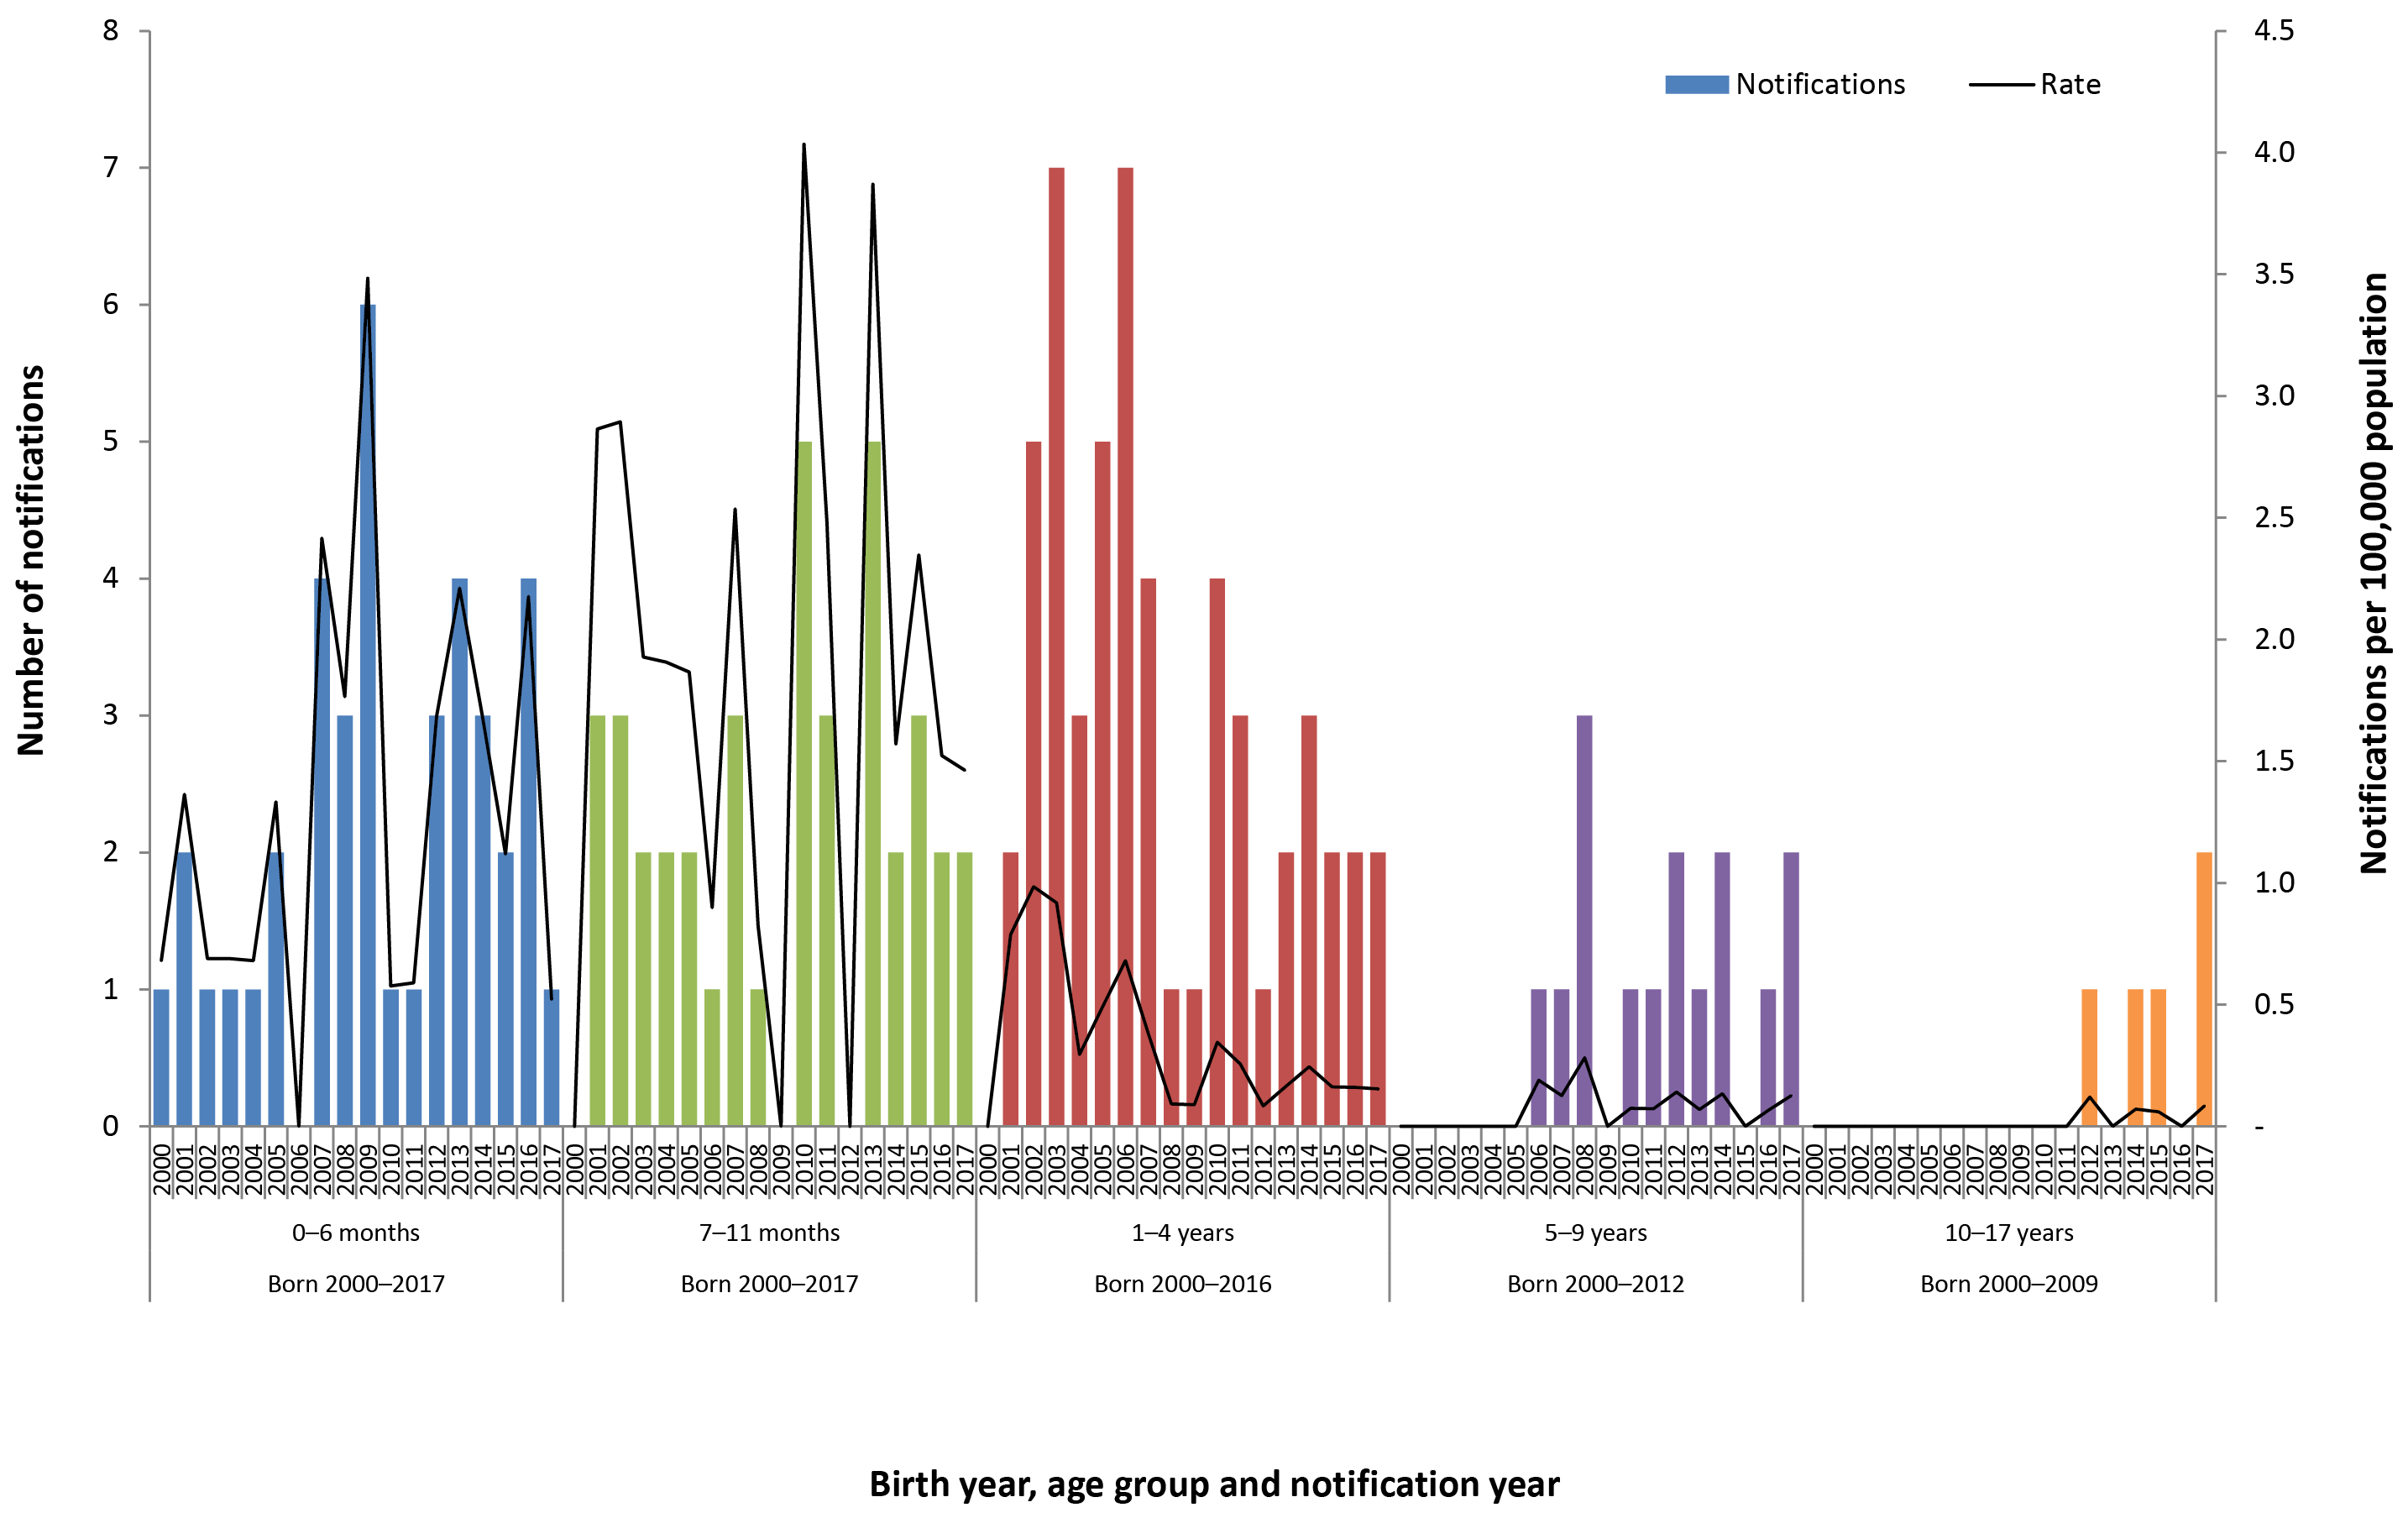 Notifications Rate
Number of notifications
8
7
6
5
4
3
2
1
0
4.5
4.0
3.5
3.0
2.5
2.0
1.5
1.0
0.5
-
Notifications per 100,000 population
2000 2001 2002 2003 2004 2005 2006 2007 2008 2009 2010 2011 2012 2013 2014 2015 2016 2017 2000 2001 2002 2003 2004 2005 2006 2007 2008 2009 2010 2011 2012 2013 2014 2015 2016 2017 2000 2001 2002 2003 2004 2005 2006 2007 2008 2009 2010 2011 2012 2013 2014 2015 2016 2017 2000 2001 2002 2003 2004 2005 2006 2007 2008 2009 2010 2011 2012 2013 2014 2015 2016 2017 2000 2001 2002 2003 2004 2005 2006 2007 2008 2009 2010 2011 2012 2013 2014 2015 2016 2017
0–6 months 7–11 months 1–4 years 5–9 years 10–17 years
Born 2000–2017 Born 2000–2017 Born 2000–2016 Born 2000–2012 Born 2000–2009
Birth year, age group and notification year